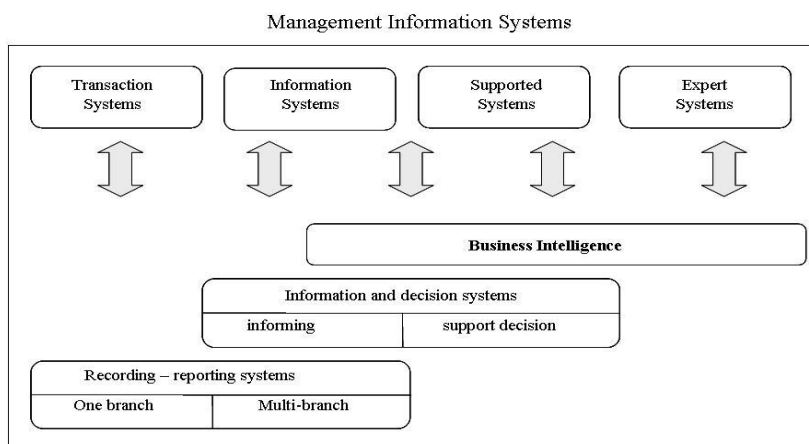 Management Information Systems
Transaction
Systems
Information
Systems
Supported
Systems
Expert
Systems
Business Intelligence
Information and decision systems
informing
support decision
Recording – reporting systems
One branch
Multi-branch